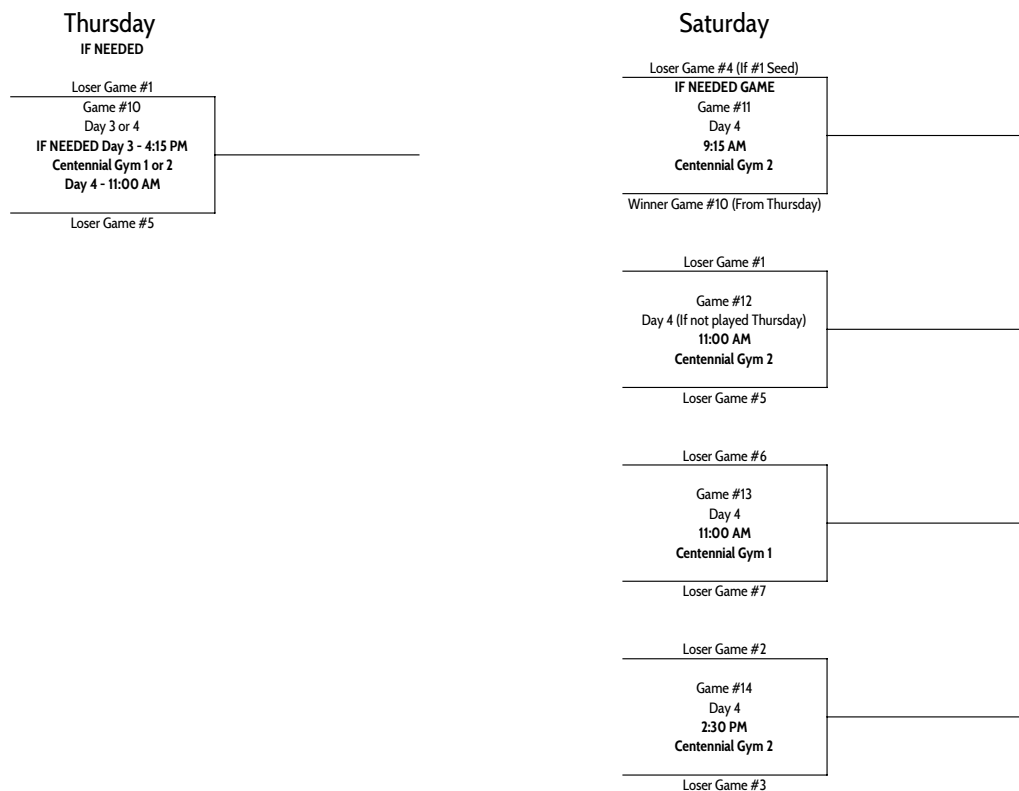 Thursday
IF NEEDED
Loser Game #1
Game #10
Day 3 or 4
IF NEEDED Day 3 - 4:15 PM
Centennial Gym 1 or 2
Day 4 - 11:00 AM
Loser Game #5
Saturday
Loser Game #4 (If #1 Seed)
IF NEEDED GAME
Game #11
Day 4
9:15 AM
Centennial Gym 2
Winner Game #10 (From Thursday)
Loser Game #1
Game #12
Day 4 (If not played Thursday)
11:00 AM
Centennial Gym 2
Loser Game #5
Loser Game #6
Game #13
Day 4
11:00 AM
Centennial Gym 1
Loser Game #7
Loser Game #2
Game #14
Day 4
2:30 PM
Centennial Gym 2
Loser Game #3